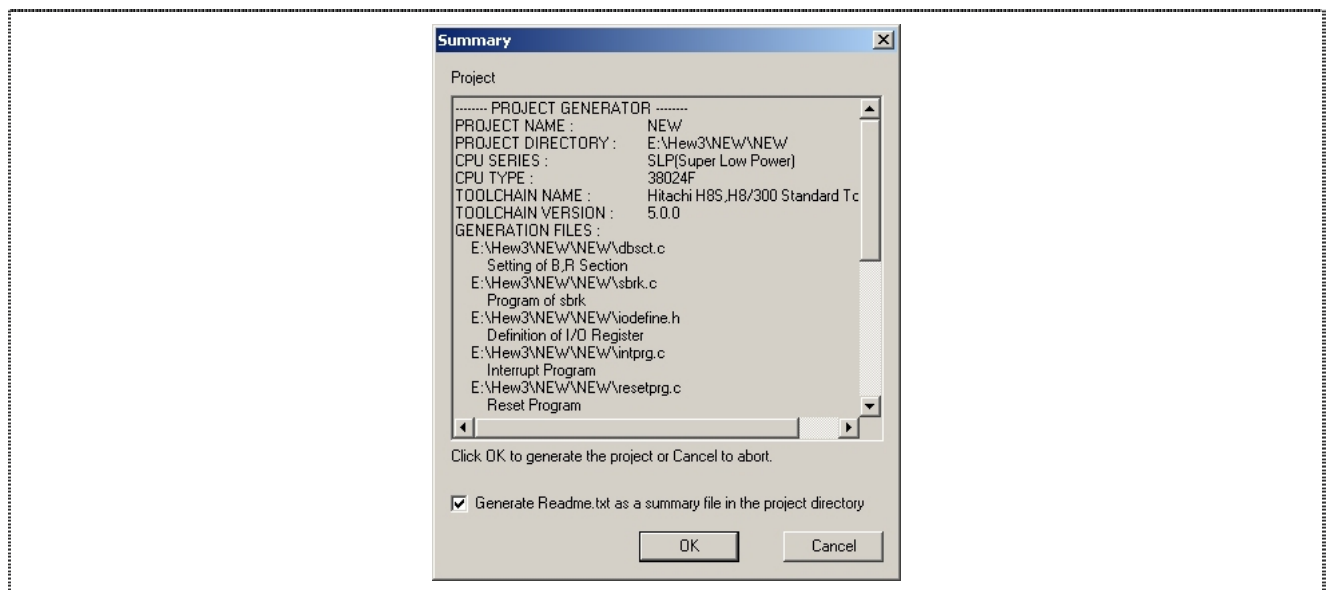 Summary
Project
-------- PROJECT GENERATOR --------
PROJECT NAME : NEW
PROJECT DIRECTORY : E:\Hew3\NEW\NEW
CPU SERIES : SLP(Super Low Power)
CPU TYPE : 38024F
TOOLCHAIN NAME : Hitachi H8S,H8/300 Standard
TOOLCHAIN VERSION : 5.0.0
GENERATION FILES :
E:\Hew3\NEW\NEW\dbsct.c
Setting of B,R Section
E:\Hew3\NEW\NEW\sbrk.c
Program of sbrk
E:\Hew3\NEW\NEW\iodefine.h
Definition of I/O Register
E:\Hew3\NEW\NEW\intprg.c
Interrupt Program
E:\Hew3\NEW\NEW\resetprg.c
Reset Program
Click OK to generate the project or Cancel to abort.
Generate Readme.txt as a summary file in the project directory
OK Cancel